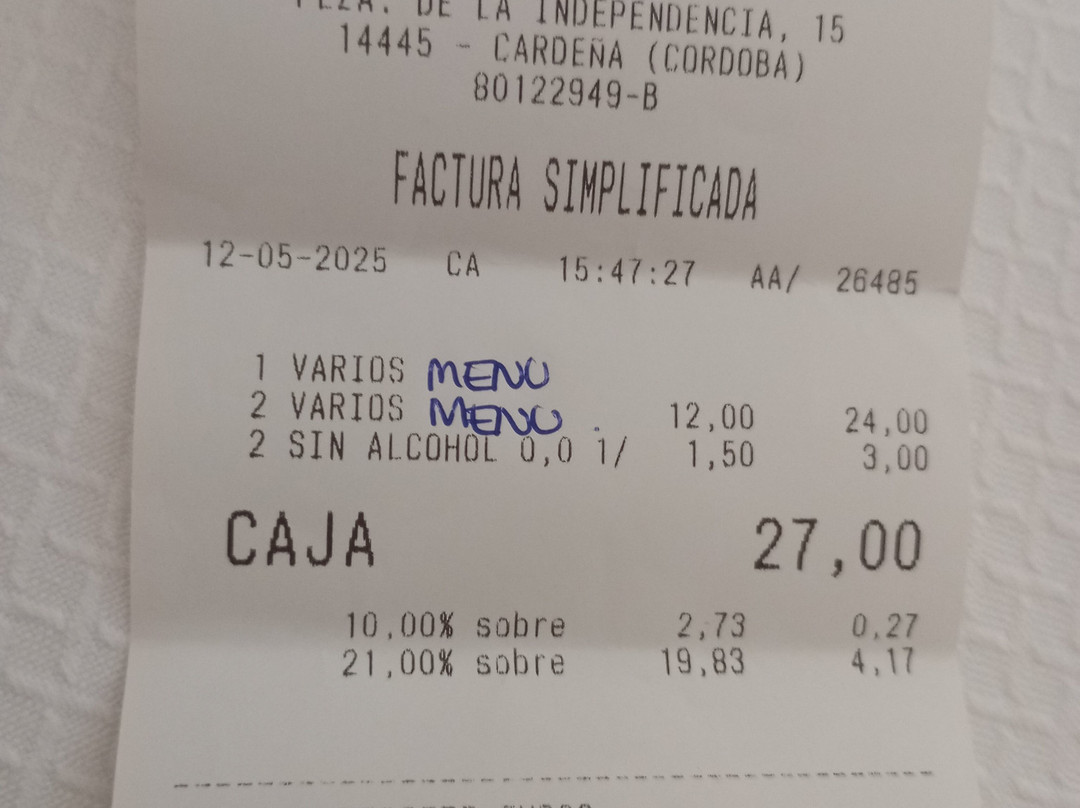 PLZA. DE LA INDEPENDENCIA, 15
14445 - CARDEÑA (CORDOBA)
80122949-B
FACTURA SIMPLIFICADA
12-05-2025 CA 15:47:27 AA/ 26485
1 VARIOS MENU
2 VARIOS MENU . 12,00 24,00
2 SIN ALCOHOL 0,0 1/ 1,50 3,00
CAJA 27,00
10,00% sobre 2,73 0,27
21,00% sobre 19,83 4,17